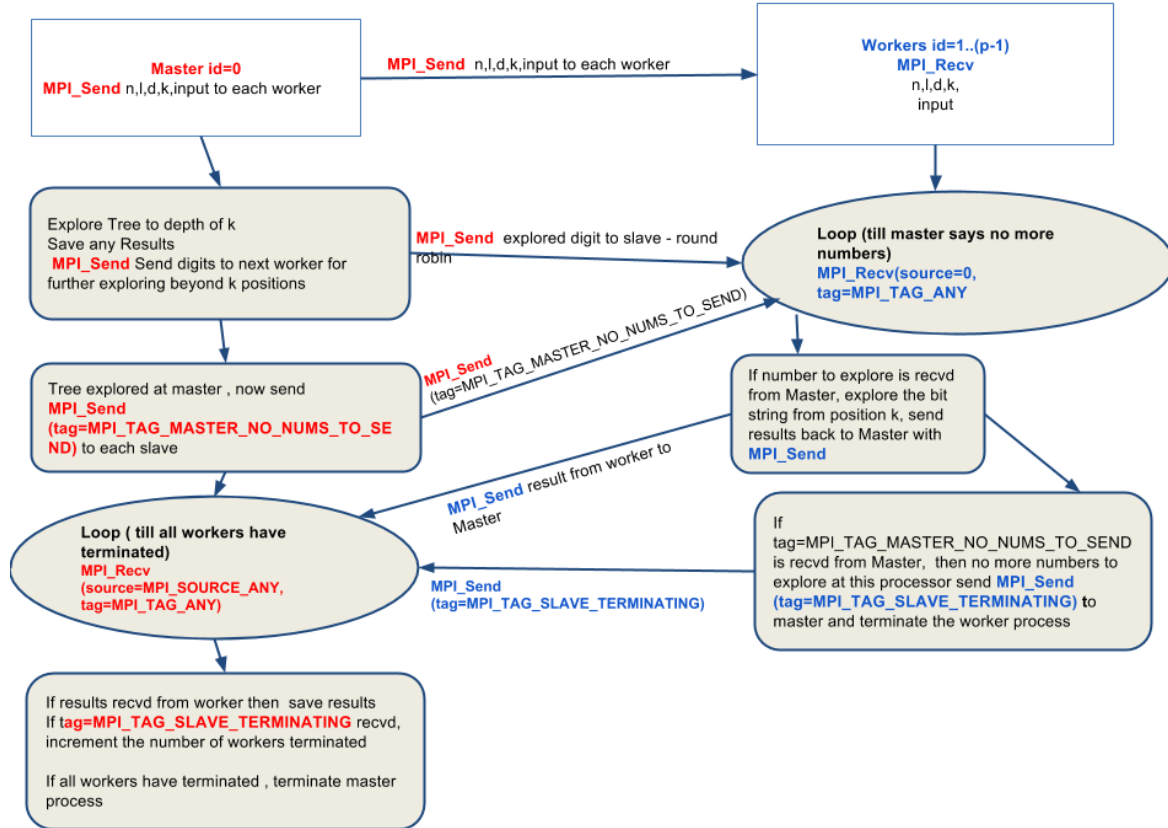 Master id=0
MPI_Send n,l,d,k,input to each worker
MPI_Send n,l,d,k,input to each worker
Workers id=1..(p-1)
MPI_Recv
n,l,d,k,
input
Explore Tree to depth of k
Save any Results
MPI_Send Send digits to next worker for
further exploring beyond k positions
MPI_Send explored digit to slave - round
robin
Loop (till master says no more
numbers)
MPI_Recv(source=0,
tag=MPI_TAG_ANY
Tree explored at master , now send
MPI_Send
(tag=MPI_TAG_MASTER_NO_NUMS_TO_SE
ND) to each slave
MPI_Send
(tag=MPI_TAG_MASTER_NO_NUMS_TO_SEND)
If number to explore is recvd
from Master, explore the bit
string from position k, send
results back to Master with
MPI_Send
MPI_Send result from worker to
Master
Loop ( till all workers have
terminated)
MPI_Recv
(source=MPI_SOURCE_ANY,
tag=MPI_TAG_ANY)
MPI_Send
(tag=MPI_TAG_SLAVE_TERMINATING)
If
tag=MPI_TAG_MASTER_NO_NUMS_TO_SEND
is recvd from Master, then no more numbers to
explore at this processor send MPI_Send
(tag=MPI_TAG_SLAVE_TERMINATING) to
master and terminate the worker process
If results recvd from worker then save results
If tag=MPI_TAG_SLAVE_TERMINATING recvd,
increment the number of workers terminated
If all workers have terminated , terminate master
process